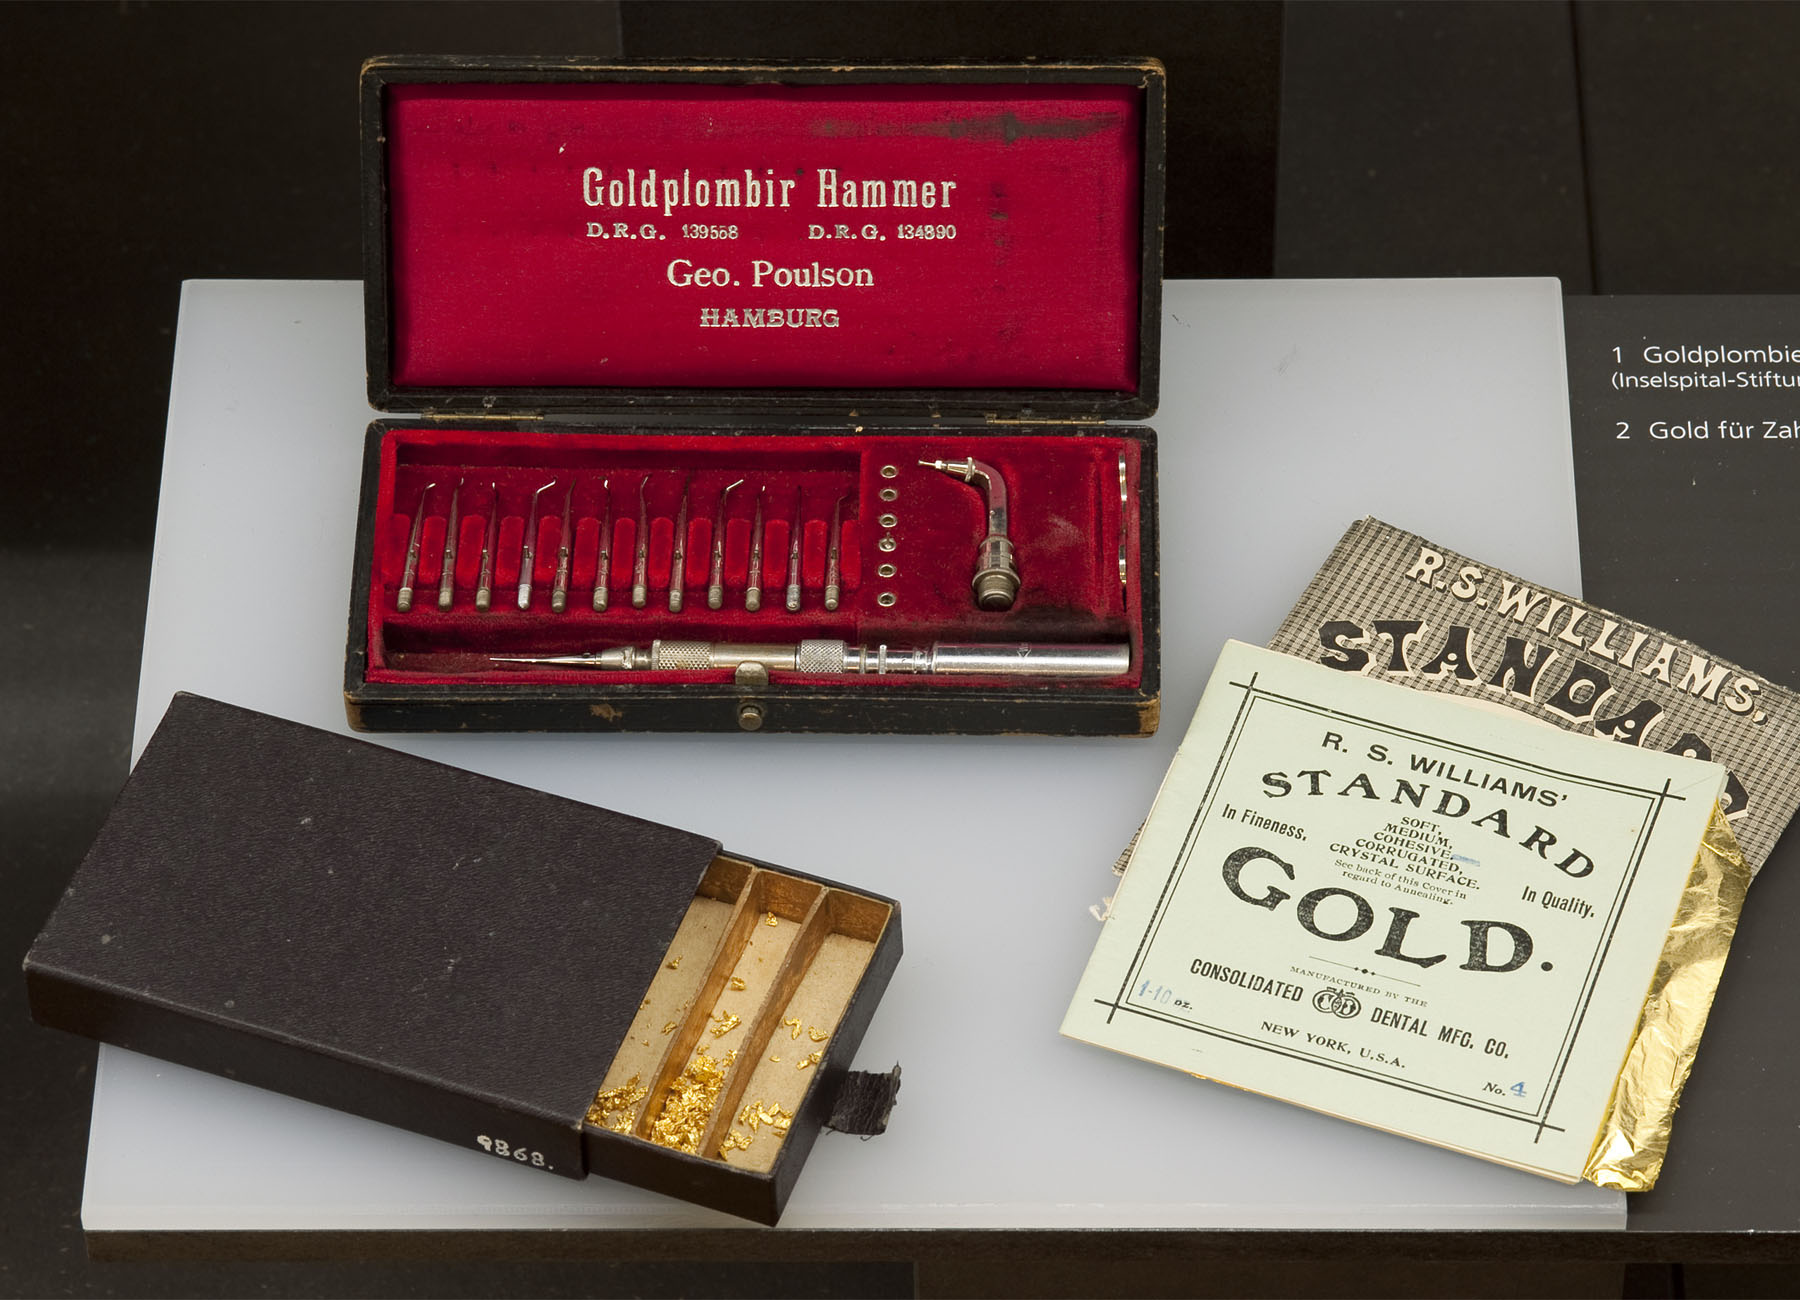 Goldplombir Hammer
D.R.G. 139558 D.R.G. 134890
Geo. Poulson
HAMBURG
1 Goldplombie
(Inselspital-Stiftu
2 Gold für Zah
R.S. WILLIAMS,
STANDARD
R. S. WILLIAMS'
STANDARD
In Fineness.
SOFT,
MEDIUM,
COHESIVE,
CORRUGATED,
CRYSTAL SURFACE.
See back of this Cover in
regard to Annealing.
In Quality.
GOLD.
MANUFACTURED BY THE
CONSOLIDATED CD DENTAL MFG. CO.
1-10 oz.
NEW YORK, U.S.A.
No. 4
9868.